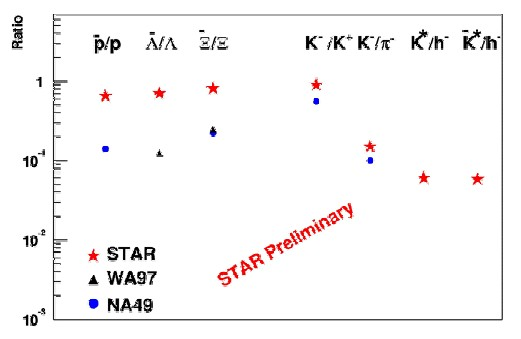 Ratio
p̄/p Λ̄/Λ Ξ̄/Ξ K⁻/K⁺ K⁻/π⁻ K*/h⁻ K̄*/h⁻
1
10⁻¹
10⁻²
10⁻³
STAR Preliminary
STAR
WA97
NA49